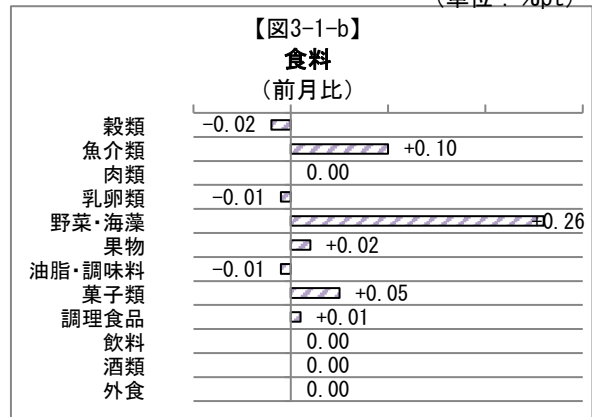 (単位：%pt)
【図3-1-b】
食料
(前月比)
穀類 -0.02
魚介類 +0.10
肉類 0.00
乳卵類 -0.01
野菜・海藻 +0.26
果物 +0.02
油脂・調味料 -0.01
菓子類 +0.05
調理食品 +0.01
飲料 0.00
酒類 0.00
外食 0.00